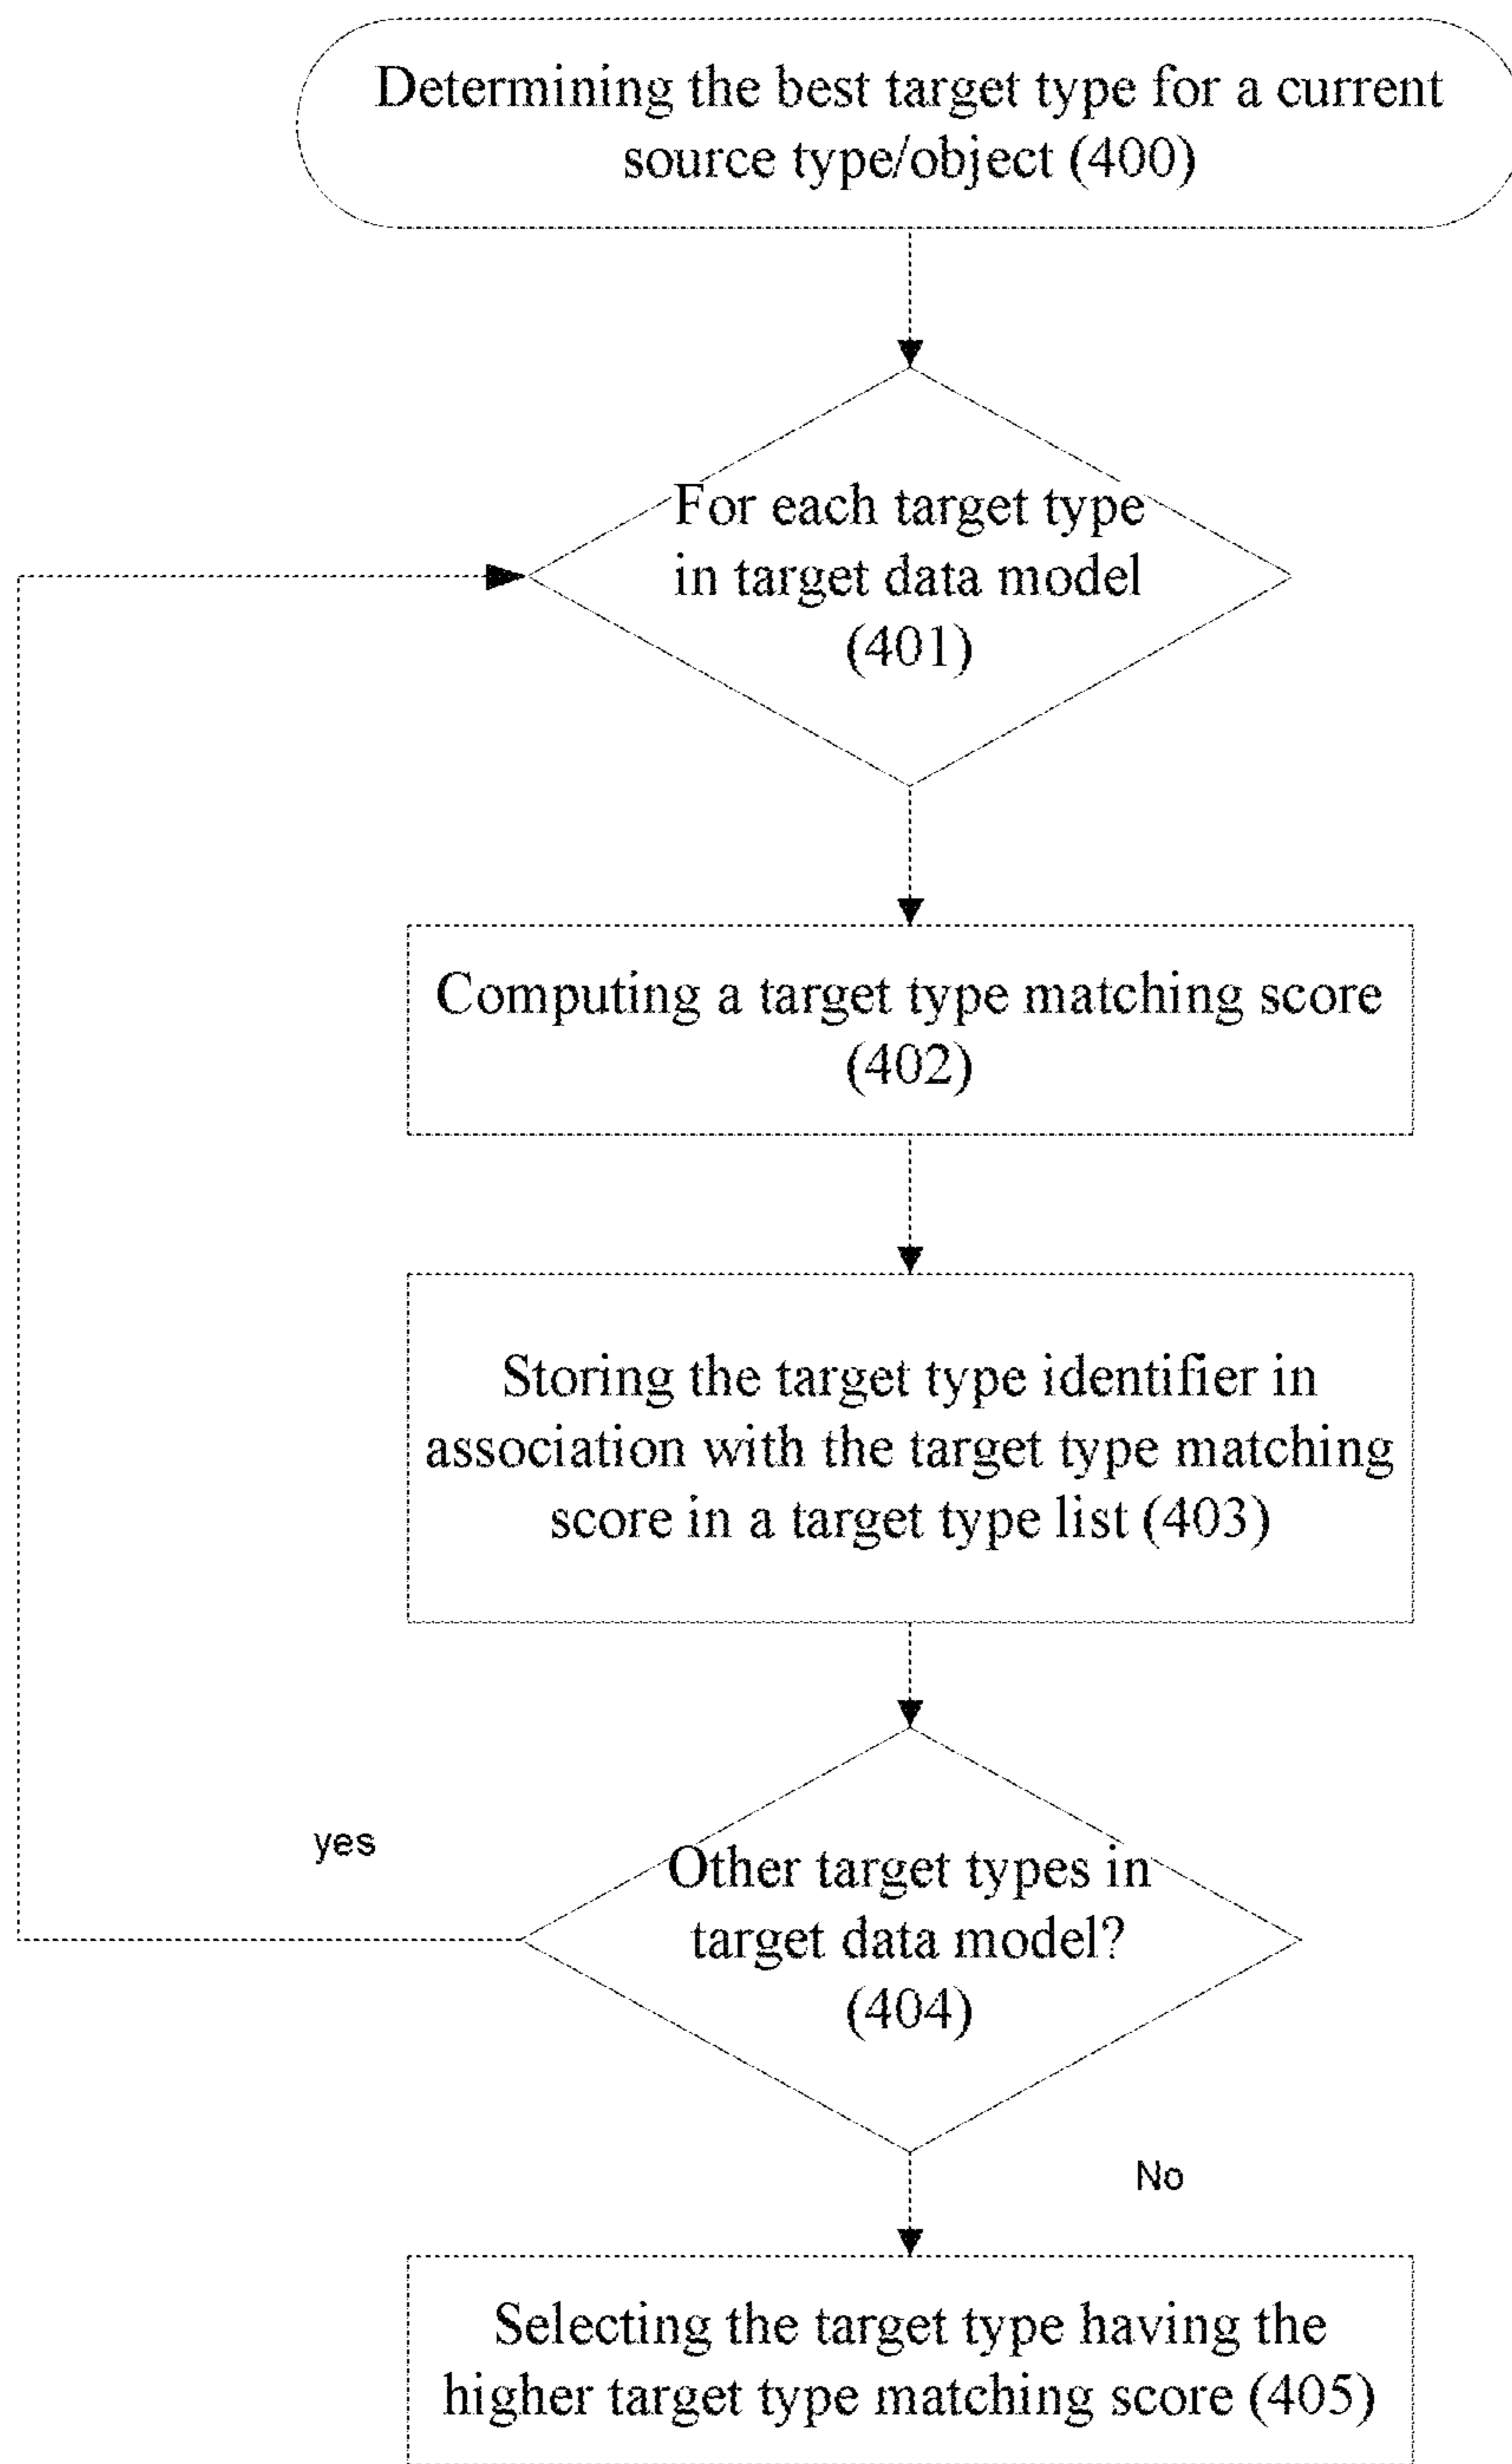 Determining the best target type for a current
source type/object (400)
For each target type
in target data model
(401)
Computing a target type matching score
(402)
Storing the target type identifier in
association with the target type matching
score in a target type list (403)
yes
Other target types in
target data model?
(404)
No
Selecting the target type having the
higher target type matching score (405)